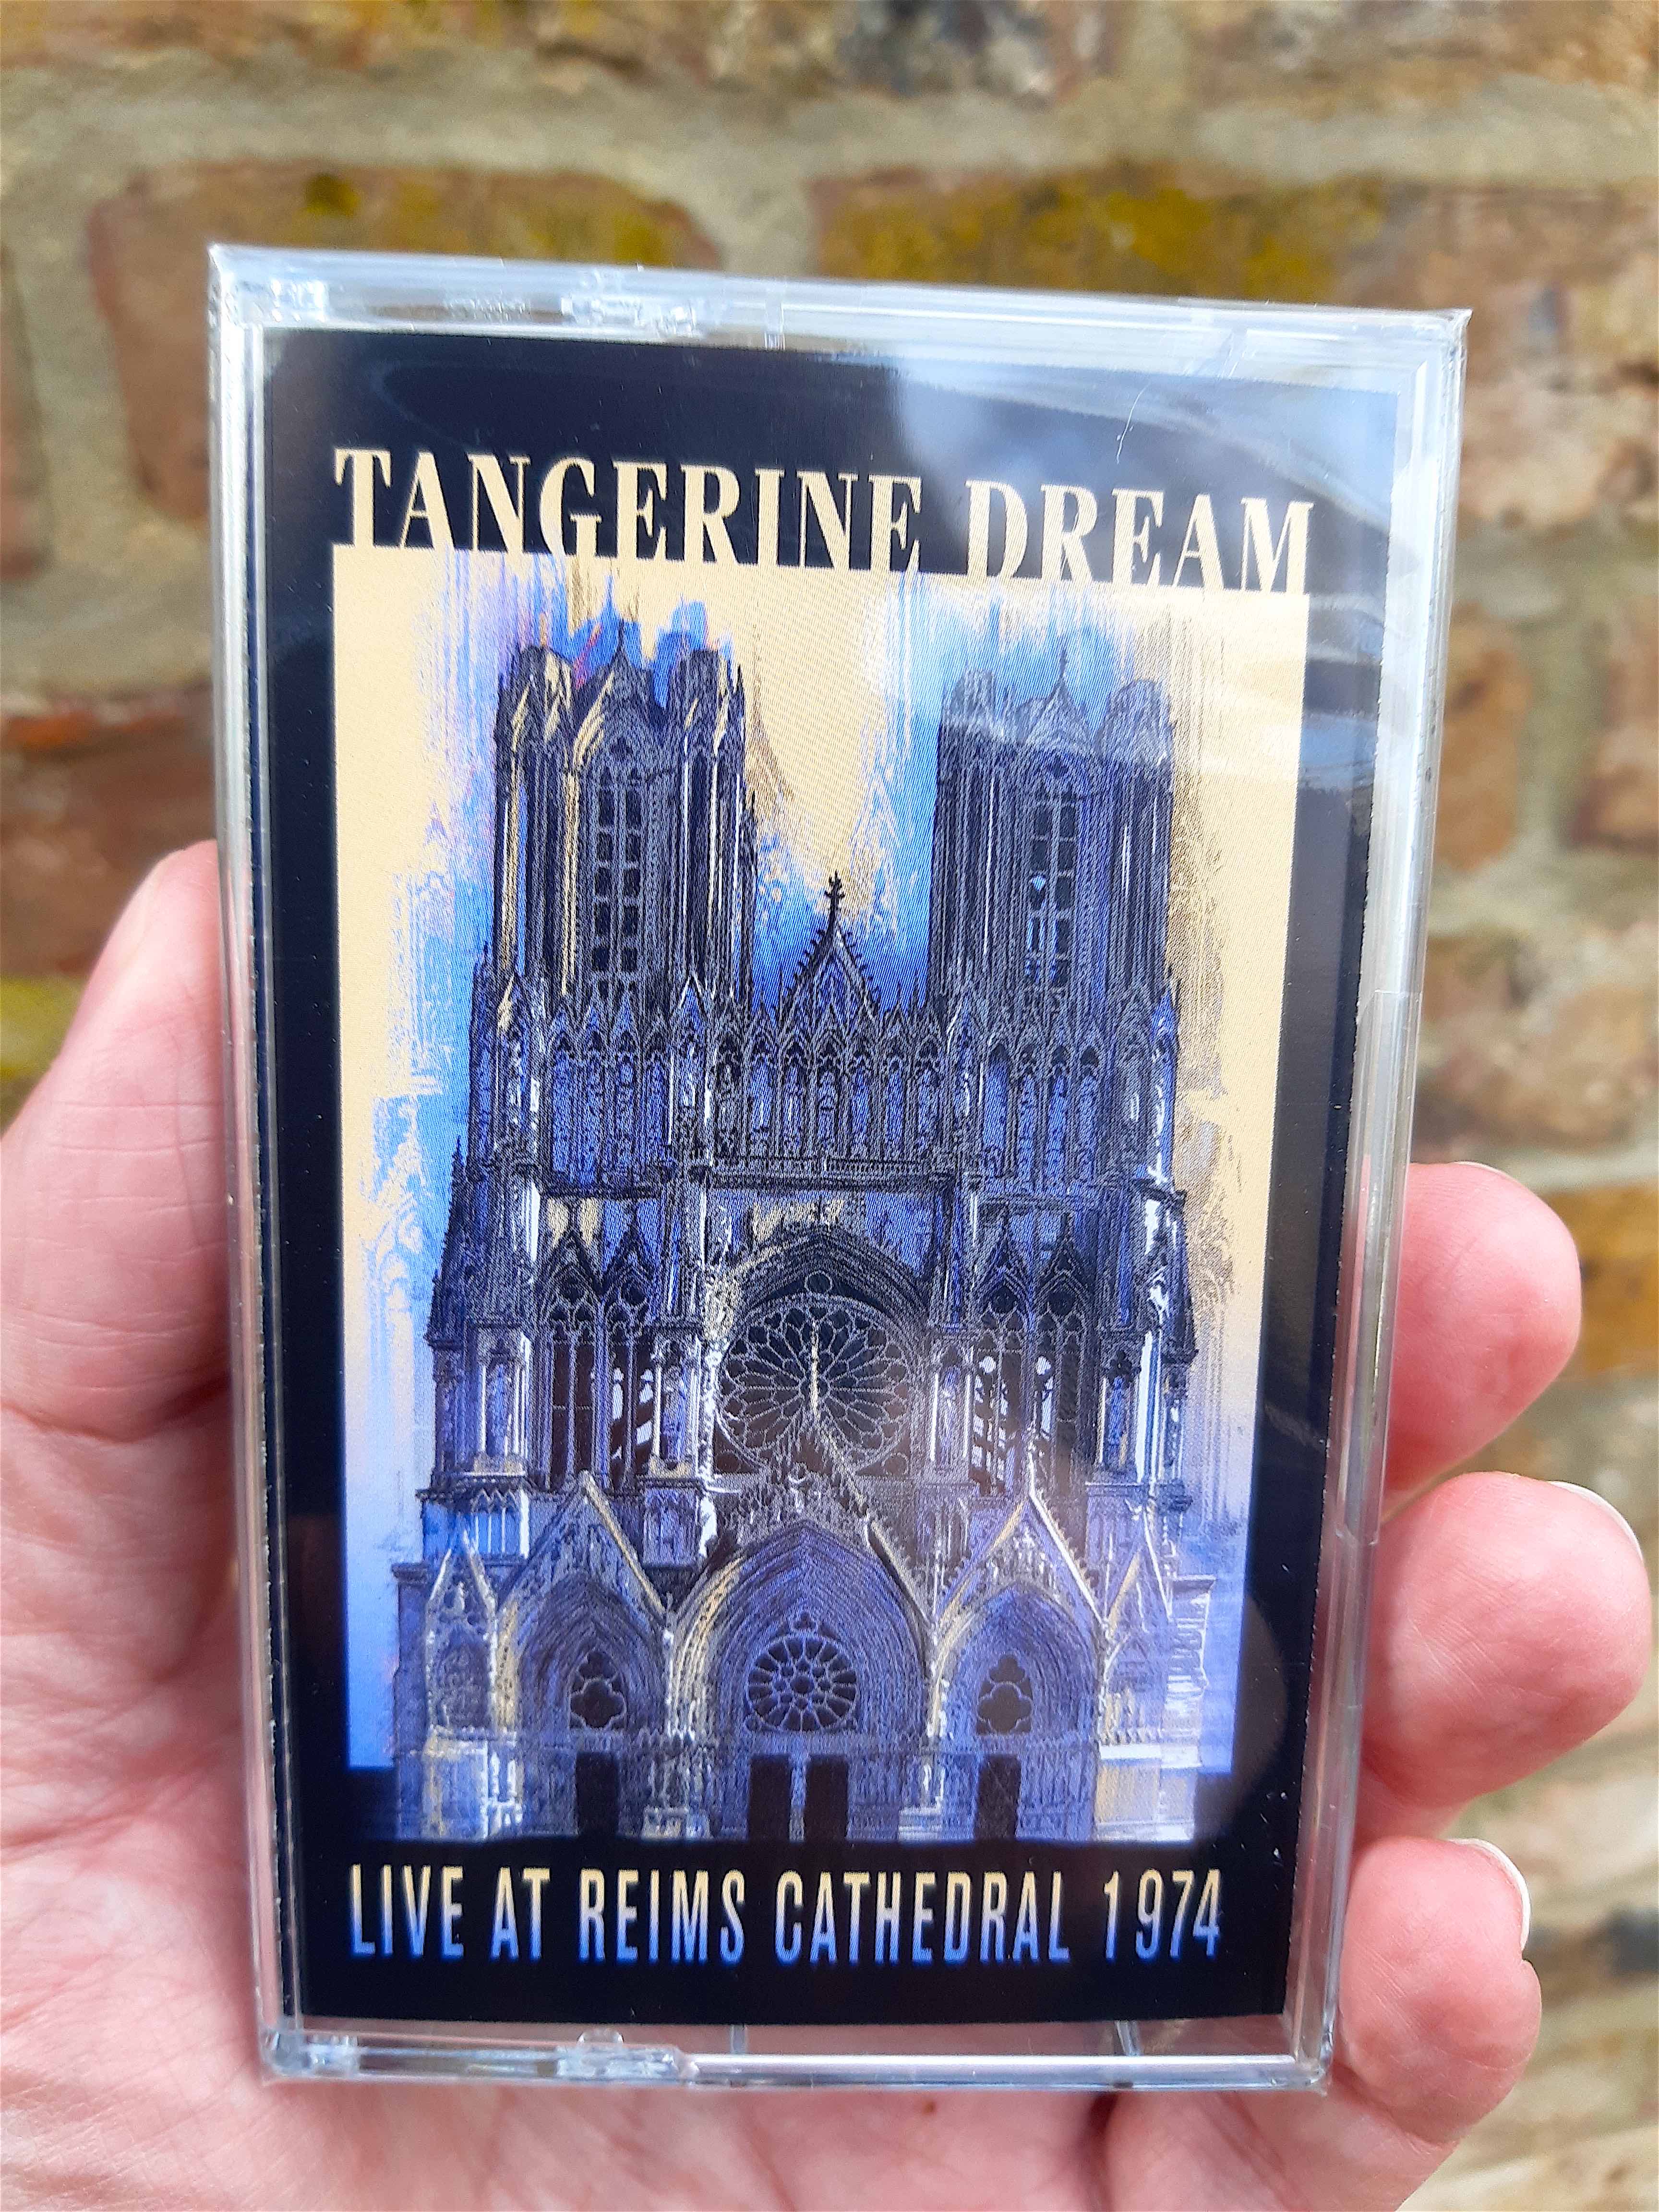 TANGERINE DREAM
LIVE AT REIMS CATHEDRAL 1974